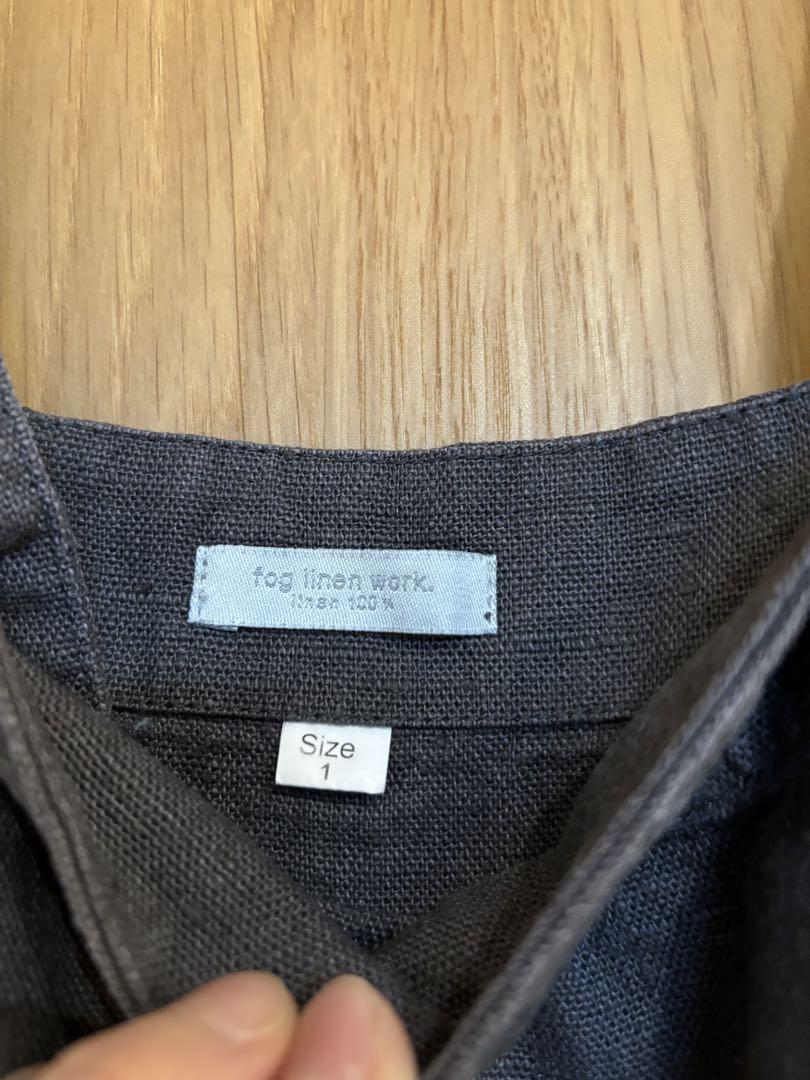 fog linen work.
linen 100%
Size
1